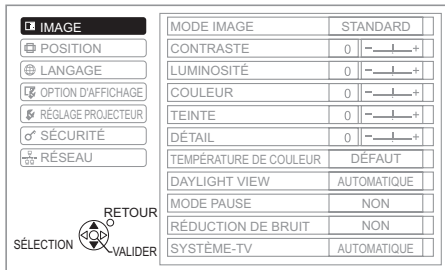 IMAGE
POSITION
LANGAGE
OPTION D'AFFICHAGE
RÉGLAGE PROJECTEUR
SÉCURITÉ
RÉSEAU
RETOUR
SÉLECTION
VALIDER
MODE IMAGE STANDARD
CONTRASTE 0 - +
LUMINOSITÉ 0 - +
COULEUR 0 - +
TEINTE 0 - +
DÉTAIL 0 - +
TEMPÉRATURE DE COULEUR DÉFAUT
DAYLIGHT VIEW AUTOMATIQUE
MODE PAUSE NON
RÉDUCTION DE BRUIT NON
SYSTÈME-TV AUTOMATIQUE